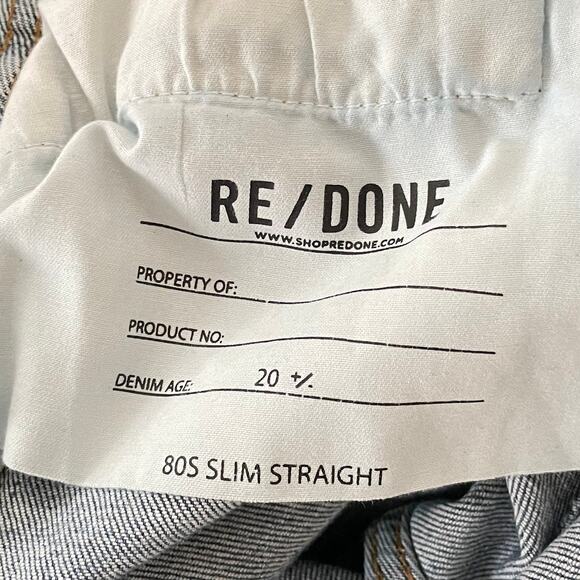 RE/DONE
WWW.SHOPREDONE.COM
PROPERTY OF:
PRODUCT NO:
DENIM AGE: 20 +/-
80S SLIM STRAIGHT